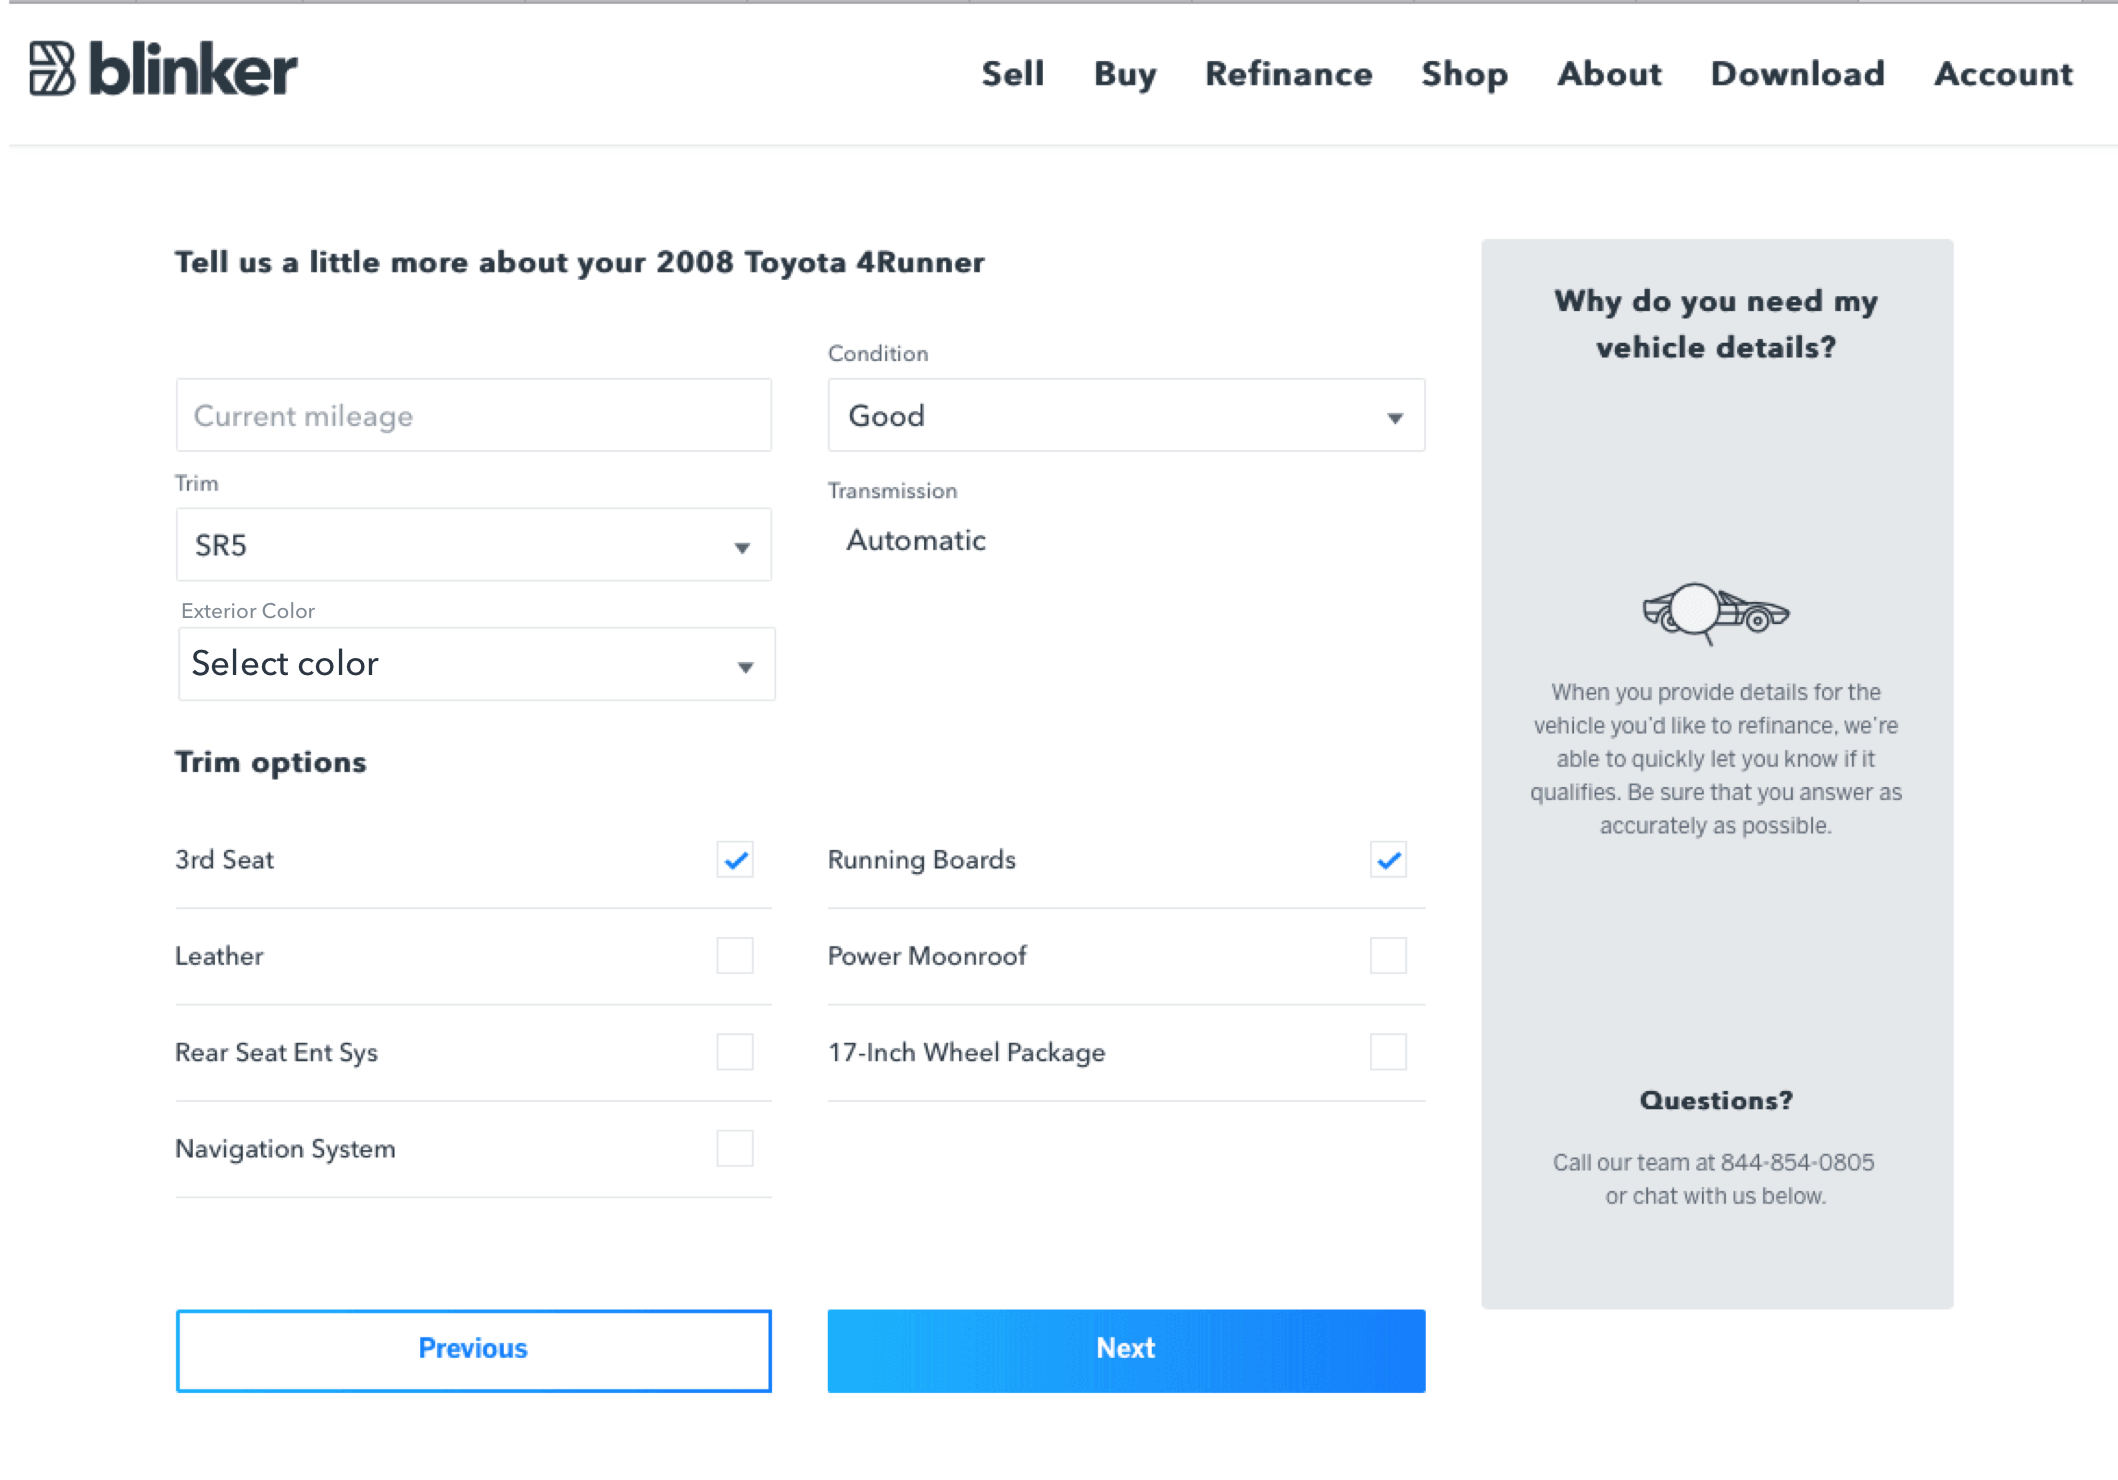 blinker
Sell Buy Refinance Shop About Download Account
Tell us a little more about your 2008 Toyota 4Runner
Current mileage
Condition
Good
Trim
SR5
Transmission
Automatic
Exterior Color
Select color
Trim options
3rd Seat
Running Boards
Leather
Power Moonroof
Rear Seat Ent Sys
17-Inch Wheel Package
Navigation System
Previous
Next
Why do you need my
vehicle details?
When you provide details for the
vehicle you'd like to refinance, we're
able to quickly let you know if it
qualifies. Be sure that you answer as
accurately as possible.
Questions?
Call our team at 844-854-0805
or chat with us below.